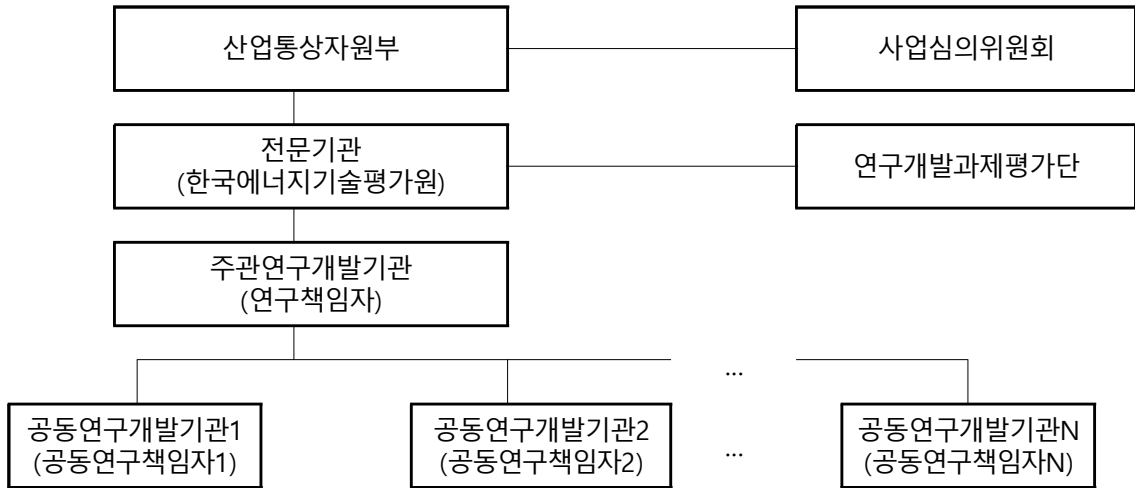 산업통상자원부
사업심의위원회
전문기관
(한국에너지기술평가원)
연구개발과제평가단
주관연구개발기관
(연구책임자)
...
공동연구개발기관1
(공동연구책임자1)
공동연구개발기관2
(공동연구책임자2)
...
공동연구개발기관N
(공동연구책임자N)